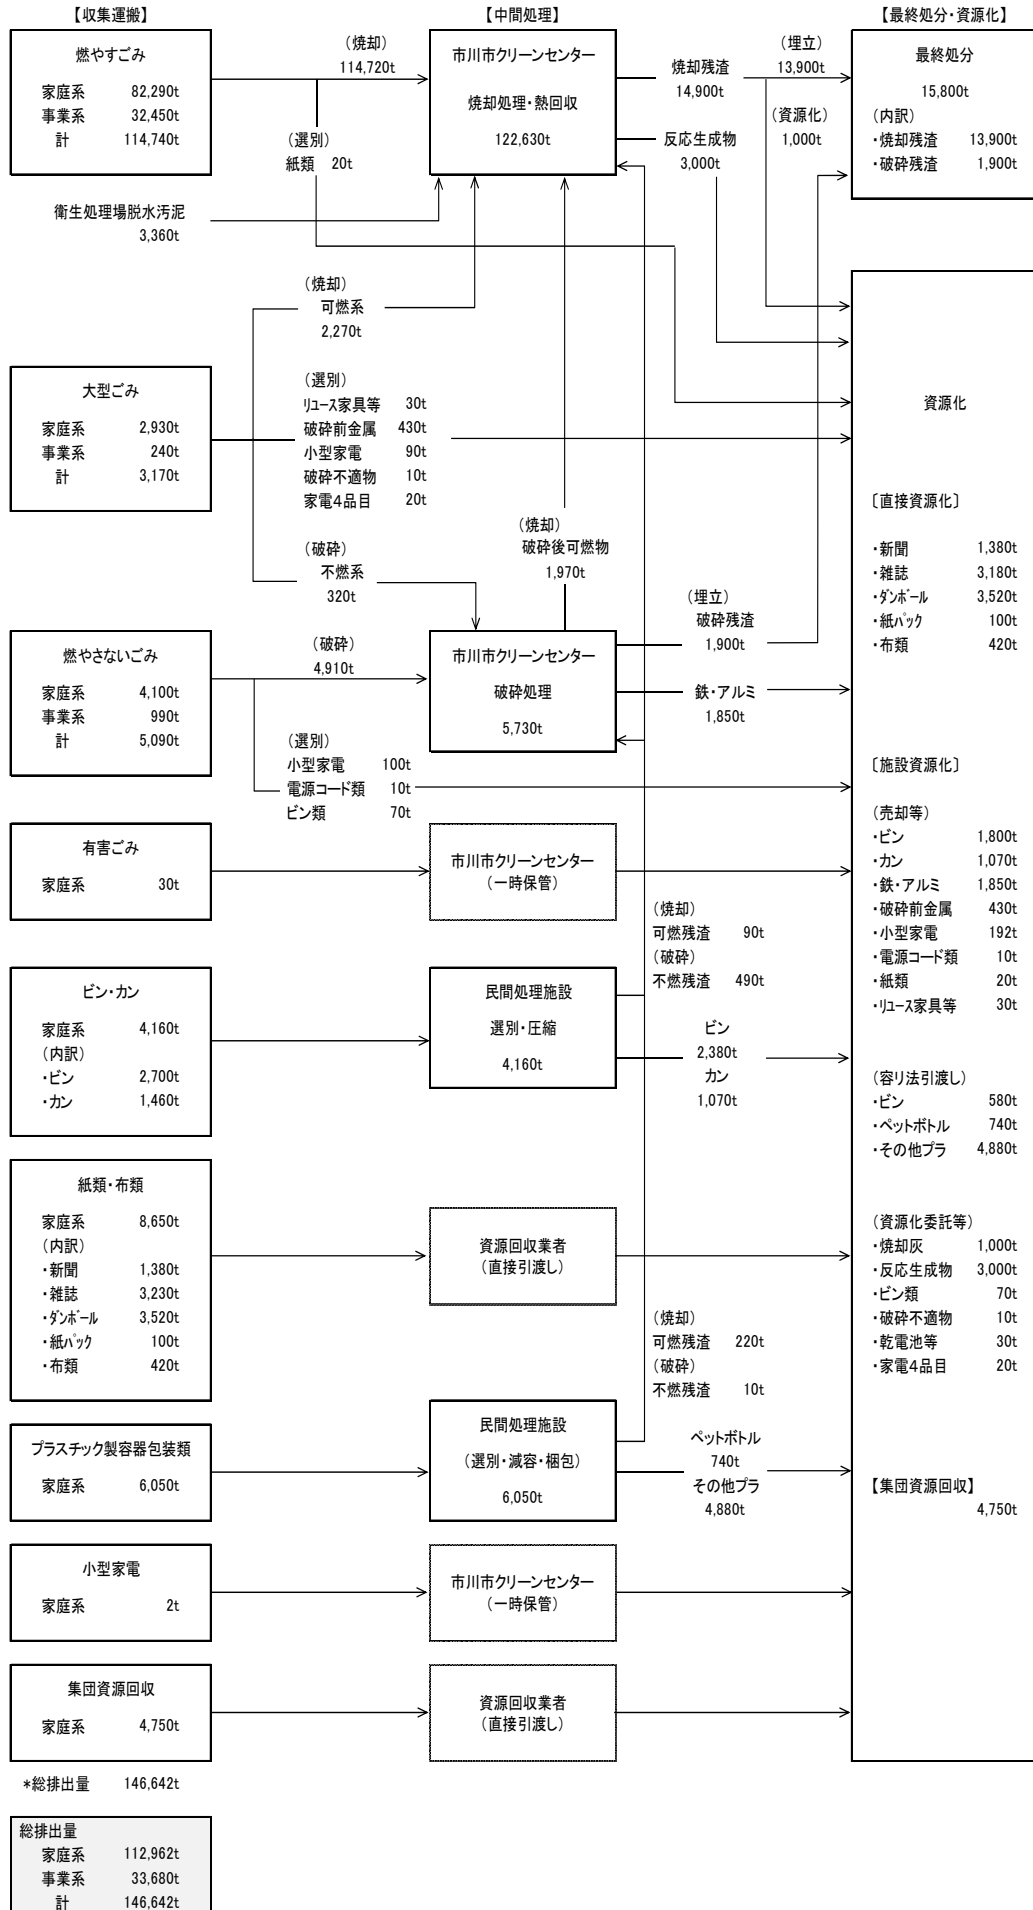 【収集運搬】
燃やすごみ
家庭系 82,290t
事業系 32,450t
計 114,740t
衛生処理場脱水汚泥
3,360t
大型ごみ
家庭系 2,930t
事業系 240t
計 3,170t
燃やさないごみ
家庭系 4,100t
事業系 990t
計 5,090t
有害ごみ
家庭系 30t
ビン・カン
家庭系 4,160t
（内訳）
・ビン 2,700t
・カン 1,460t
紙類・布類
家庭系 8,650t
（内訳）
・新聞 1,380t
・雑誌 3,230t
・ダンボール 3,520t
・紙パック 100t
・布類 420t
プラスチック製容器包装類
家庭系 6,050t
小型家電
家庭系 2t
集団資源回収
家庭系 4,750t
*総排出量 146,642t
総排出量
家庭系 112,962t
事業系 33,680t
計 146,642t
（焼却）
114,720t
（選別）
紙類 20t
（焼却）
可燃系
2,270t
（選別）
リユース家具等 30t
破砕前金属 430t
小型家電 90t
破砕不適物 10t
家電4品目 20t
（破砕）
不燃系
320t
（破砕）
4,910t
（選別）
小型家電 100t
電源コード類 10t
ビン類 70t
【中間処理】
市川市クリーンセンター
焼却処理・熱回収
122,630t
（焼却）
破砕後可燃物
1,970t
市川市クリーンセンター
破砕処理
5,730t
市川市クリーンセンター
（一時保管）
民間処理施設
選別・圧縮
4,160t
資源回収業者
（直接引渡し）
民間処理施設
（選別・減容・梱包）
6,050t
市川市クリーンセンター
（一時保管）
資源回収業者
（直接引渡し）
焼却残渣
14,900t
（埋立）
13,900t
（資源化）
1,000t
反応生成物
3,000t
（埋立）
破砕残渣
1,900t
鉄・アルミ
1,850t
（焼却）
可燃残渣 90t
（破砕）
不燃残渣 490t
ビン
2,380t
カン
1,070t
（焼却）
可燃残渣 220t
（破砕）
不燃残渣 10t
ペットボトル
740t
その他プラ
4,880t
【最終処分・資源化】
最終処分
15,800t
（内訳）
・焼却残渣 13,900t
・破砕残渣 1,900t
資源化
〔直接資源化〕
・新聞 1,380t
・雑誌 3,180t
・ダンボール 3,520t
・紙パック 100t
・布類 420t
〔施設資源化〕
（売却等）
・ビン 1,800t
・カン 1,070t
・鉄・アルミ 1,850t
・破砕前金属 430t
・小型家電 192t
・電源コード類 10t
・紙類 20t
・リユース家具等 30t
（容リ法引渡し）
・ビン 580t
・ペットボトル 740t
・その他プラ 4,880t
（資源化委託等）
・焼却灰 1,000t
・反応生成物 3,000t
・ビン類 70t
・破砕不適物 10t
・乾電池等 30t
・家電4品目 20t
【集団資源回収】
4,750t